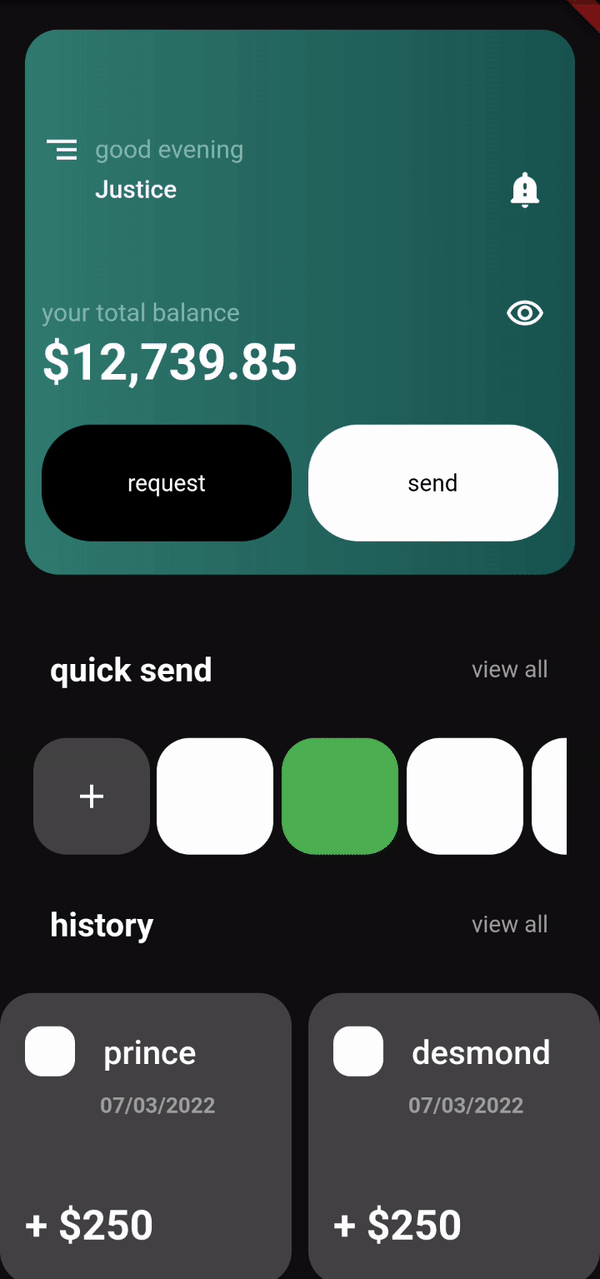 good evening
Justice
your total balance
$12,739.85
request
send
quick send
view all
+
history
view all
prince
07/03/2022
+ $250
desmond
07/03/2022
+ $250